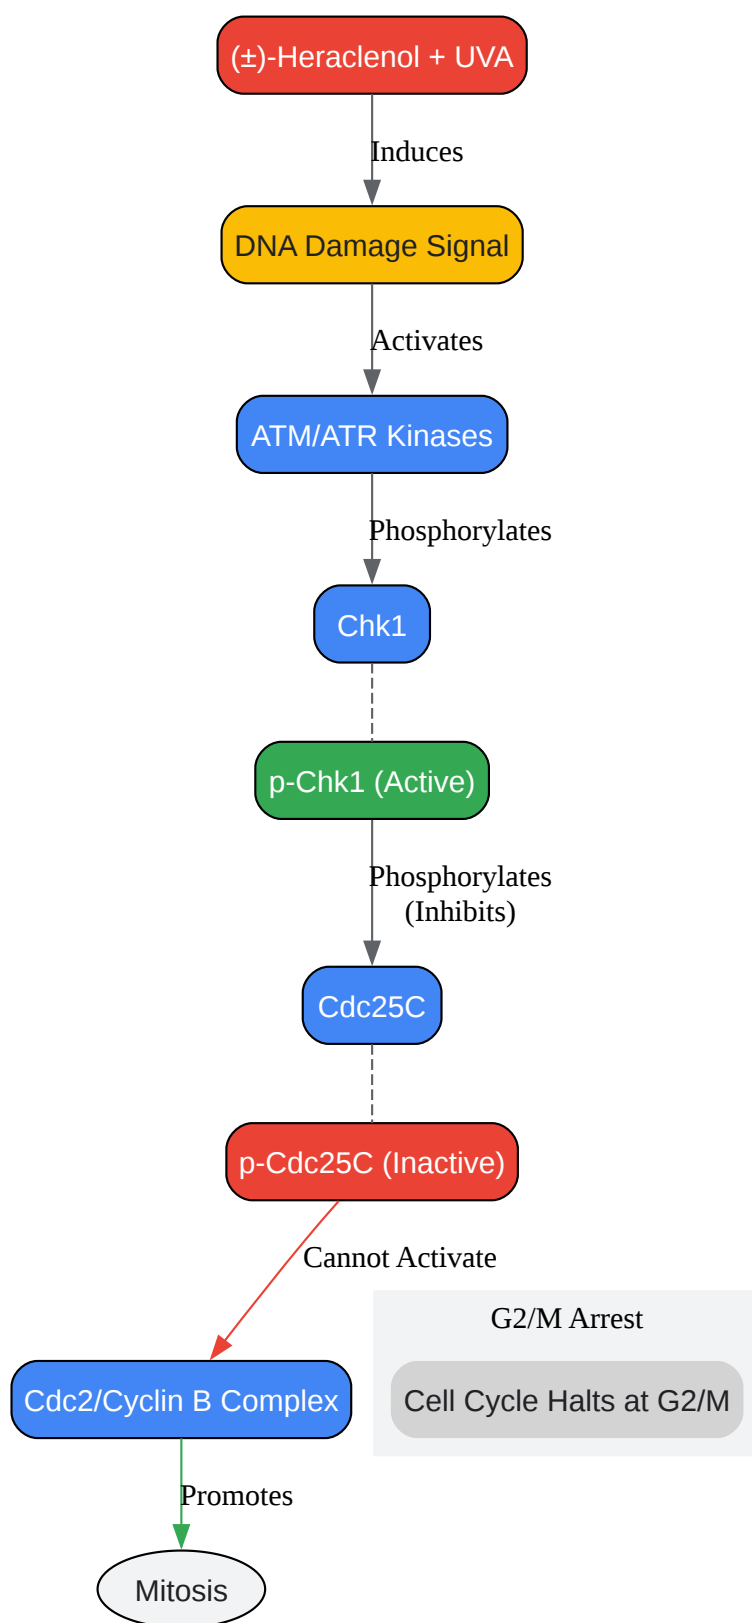 (±)-Heraclenol + UVA
Induces
DNA Damage Signal
Activates
ATM/ATR Kinases
Phosphorylates
Chk1
p-Chk1 (Active)
Phosphorylates
(Inhibits)
Cdc25C
p-Cdc25C (Inactive)
Cannot Activate
G2/M Arrest
Cdc2/Cyclin B Complex
Cell Cycle Halts at G2/M
Promotes
Mitosis